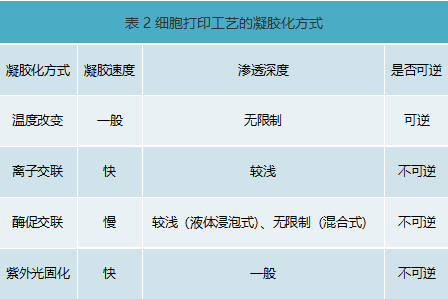 表 2 细胞打印工艺的凝胶化方式
凝胶化方式 凝胶速度 渗透深度 是否可逆
温度改变 一般 无限制 可逆
离子交联 快 较浅 不可逆
酶促交联 慢 较浅（液体浸泡式）、无限制（混合式） 不可逆
紫外光固化 快 一般 不可逆